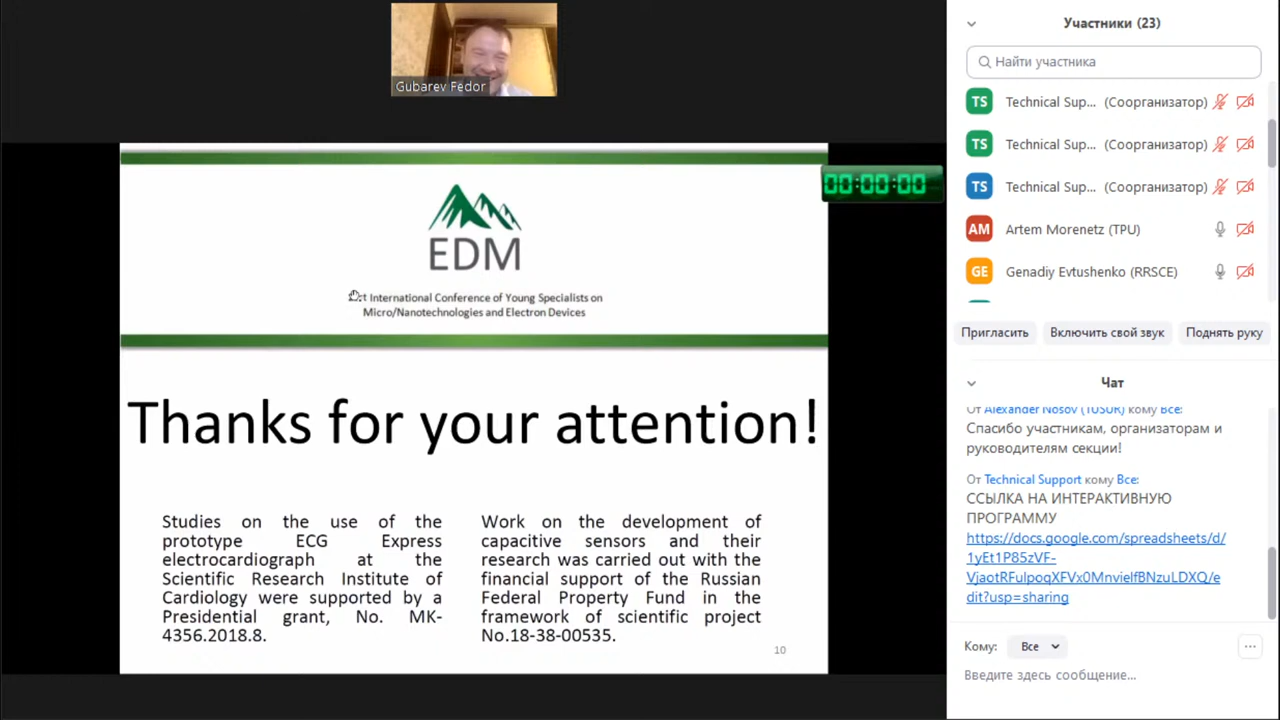 Gubarev Fedor
EDM
International Conference of Young Specialists on
Micro/Nanotechnologies and Electron Devices
00:00:00
Thanks for your attention!
Studies on the use of the
prototype ECG Express
electrocardiograph at the
Scientific Research Institute of
Cardiology were supported by a
Presidential grant, No. MK-
4356.2018.8.
Work on the development of
capacitive sensors and their
research was carried out with the
financial support of the Russian
Federal Property Fund in the
framework of scientific project
No.18-38-00535.
10
Участники (23)
Найти участника
TS Technical Sup... (Соорганизатор)
TS Technical Sup... (Соорганизатор)
TS Technical Sup... (Соорганизатор)
AM Artem Morenetz (TPU)
GE Genadiy Evtushenko (RRSCE)
Пригласить Включить свой звук Поднять руку
Чат
От Alexander Nosov (TUSUR) кому Все:
Спасибо участникам, организаторам и
руководителям секции!
От Technical Support кому Все:
ССЫЛКА НА ИНТЕРАКТИВНУЮ
ПРОГРАММУ
https://docs.google.com/spreadsheets/d/
1yEt1P85zVF-
VjaotRFulpoqXFVx0MnvielfBNzuLDXQ/e
dit?usp=sharing
Кому: Все
Введите здесь сообщение...